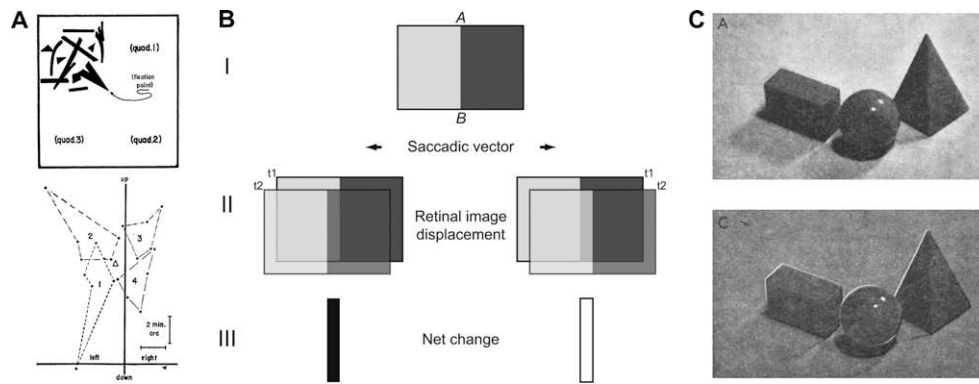 A
(quad.1)
(fixation
point)
(quad.3)
(quad.2)
up
2
3
1
4
2 min.
arc
left
right
down
B
A
I
B
Saccadic vector
t1
t2
II
Retinal image
displacement
t1
t2
III
Net change
C
A
C
3